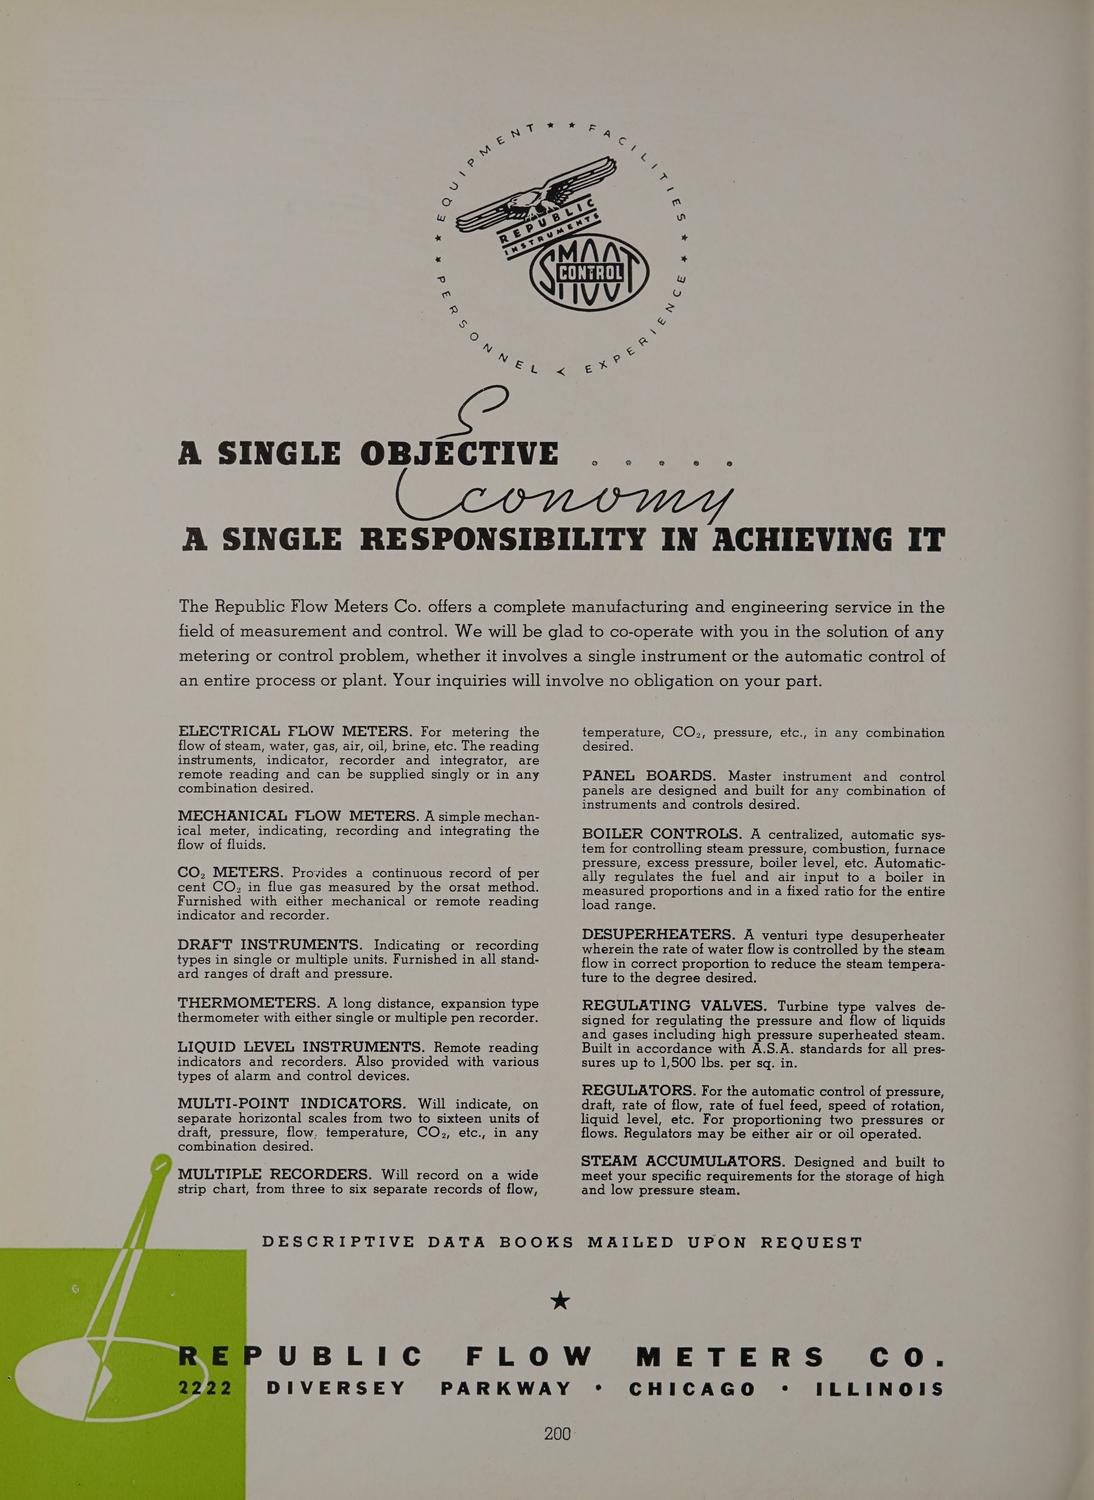 EQUIPMENT ★ ★ FACILITIES ★ ★ EXPERIENCE
PERSONNEL ★ ★
REPUBLIC
INSTRUMENTS
SMOOT
CONTROL
A SINGLE OBJECTIVE . . . . .
Economy
A SINGLE RESPONSIBILITY IN ACHIEVING IT
The Republic Flow Meters Co. offers a complete manufacturing and engineering service in the
field of measurement and control. We will be glad to co-operate with you in the solution of any
metering or control problem, whether it involves a single instrument or the automatic control of
an entire process or plant. Your inquiries will involve no obligation on your part.
ELECTRICAL FLOW METERS. For metering the
flow of steam, water, gas, air, oil, brine, etc. The reading
instruments, indicator, recorder and integrator, are
remote reading and can be supplied singly or in any
combination desired.
MECHANICAL FLOW METERS. A simple mechan-
ical meter, indicating, recording and integrating the
flow of fluids.
CO₂ METERS. Provides a continuous record of per
cent CO₂ in flue gas measured by the orsat method.
Furnished with either mechanical or remote reading
indicator and recorder.
DRAFT INSTRUMENTS. Indicating or recording
types in single or multiple units. Furnished in all stand-
ard ranges of draft and pressure.
THERMOMETERS. A long distance, expansion type
thermometer with either single or multiple pen recorder.
LIQUID LEVEL INSTRUMENTS. Remote reading
indicators and recorders. Also provided with various
types of alarm and control devices.
MULTI-POINT INDICATORS. Will indicate, on
separate horizontal scales from two to sixteen units of
draft, pressure, flow, temperature, CO₂, etc., in any
combination desired.
MULTIPLE RECORDERS. Will record on a wide
strip chart, from three to six separate records of flow,
temperature, CO₂, pressure, etc., in any combination
desired.
PANEL BOARDS. Master instrument and control
panels are designed and built for any combination of
instruments and controls desired.
BOILER CONTROLS. A centralized, automatic sys-
tem for controlling steam pressure, combustion, furnace
pressure, excess pressure, boiler level, etc. Automatic-
ally regulates the fuel and air input to a boiler in
measured proportions and in a fixed ratio for the entire
load range.
DESUPERHEATERS. A venturi type desuperheater
wherein the rate of water flow is controlled by the steam
flow in correct proportion to reduce the steam tempera-
ture to the degree desired.
REGULATING VALVES. Turbine type valves de-
signed for regulating the pressure and flow of liquids
and gases including high pressure superheated steam.
Built in accordance with A.S.A. standards for all pres-
sures up to 1,500 lbs. per sq. in.
REGULATORS. For the automatic control of pressure,
draft, rate of flow, rate of fuel feed, speed of rotation,
liquid level, etc. For proportioning two pressures or
flows. Regulators may be either air or oil operated.
STEAM ACCUMULATORS. Designed and built to
meet your specific requirements for the storage of high
and low pressure steam.
DESCRIPTIVE DATA BOOKS MAILED UPON REQUEST
★
REPUBLIC FLOW METERS CO.
2222 DIVERSEY PARKWAY • CHICAGO • ILLINOIS
200